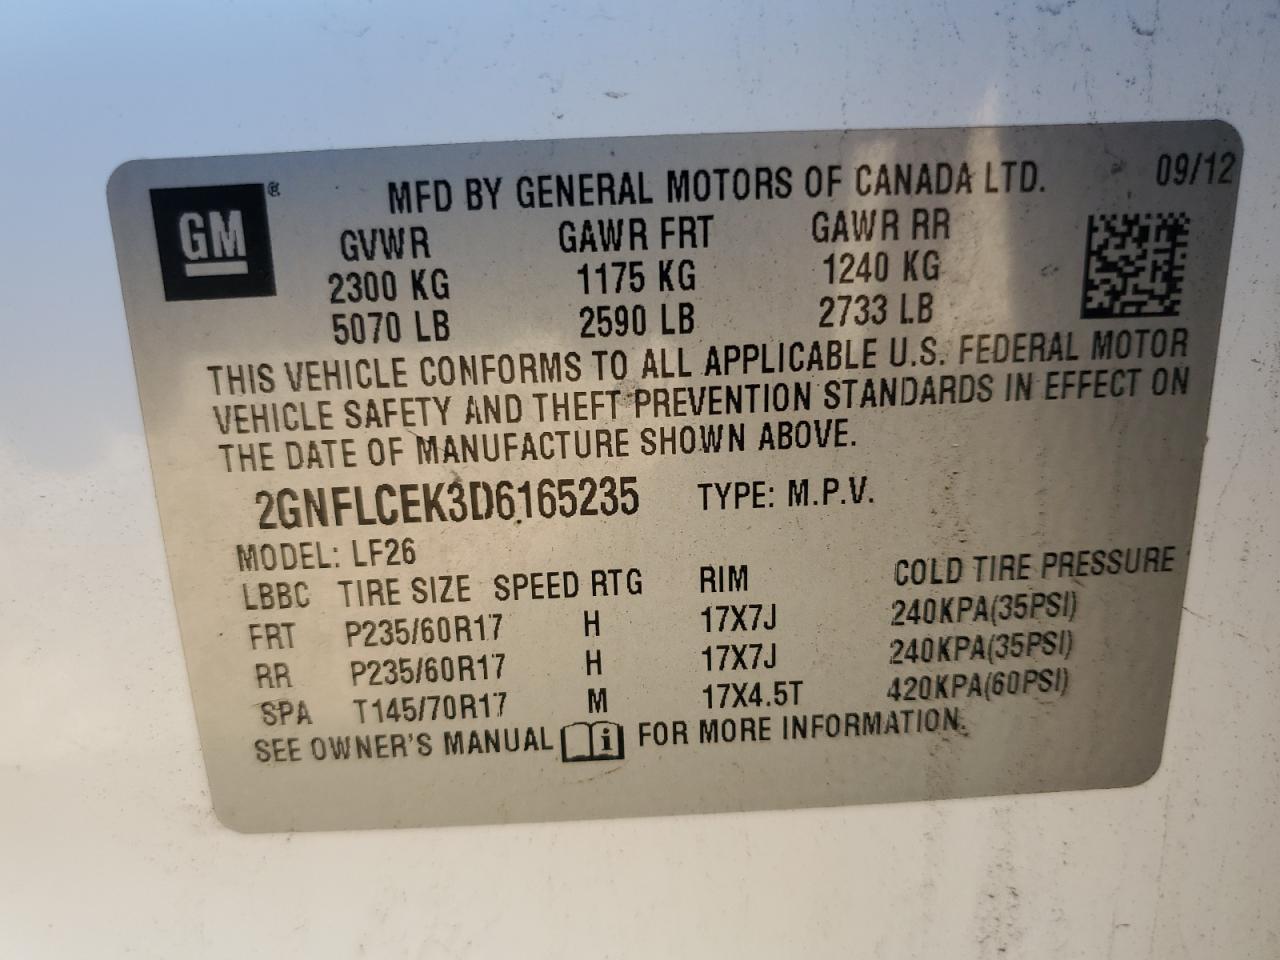 GM ® MFD BY GENERAL MOTORS OF CANADA LTD. 09/12
GVWR GAWR FRT GAWR RR
2300 KG 1175 KG 1240 KG
5070 LB 2590 LB 2733 LB
THIS VEHICLE CONFORMS TO ALL APPLICABLE U.S. FEDERAL MOTOR
VEHICLE SAFETY AND THEFT PREVENTION STANDARDS IN EFFECT ON
THE DATE OF MANUFACTURE SHOWN ABOVE.
2GNFLCEK3D6165235 TYPE: M.P.V.
MODEL: LF26
LBBC TIRE SIZE SPEED RTG RIM COLD TIRE PRESSURE
FRT P235/60R17 H 17X7J 240KPA(35PSI)
RR P235/60R17 H 17X7J 240KPA(35PSI)
SPA T145/70R17 M 17X4.5T 420KPA(60PSI)
SEE OWNER'S MANUAL i FOR MORE INFORMATION.